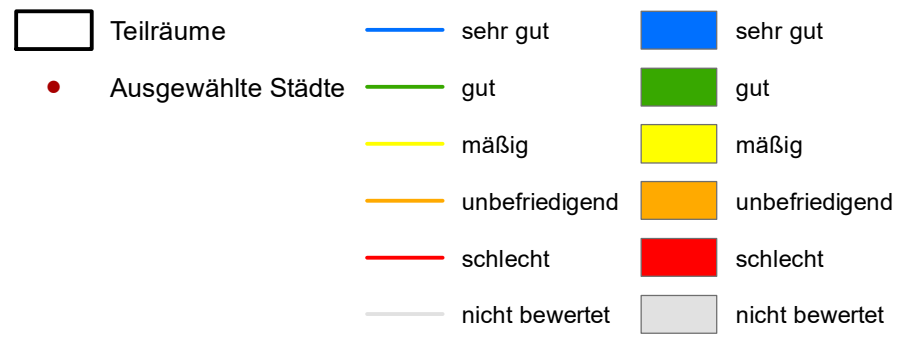 Teilräume
Ausgewählte Städte
sehr gut
gut
mäßig
unbefriedigend
schlecht
nicht bewertet
sehr gut
gut
mäßig
unbefriedigend
schlecht
nicht bewertet